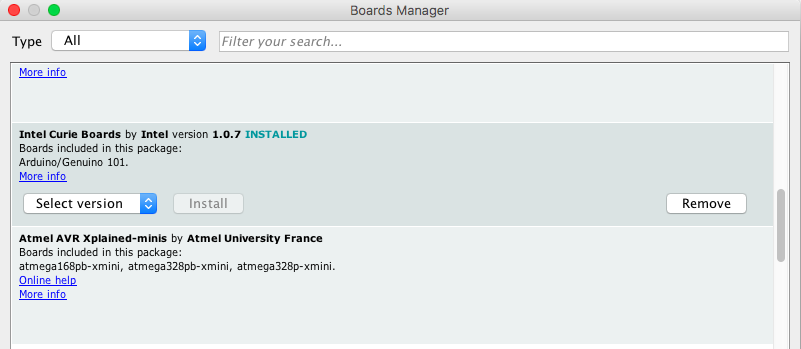 Boards Manager
Type All Filter your search...
More info
Intel Curie Boards by Intel version 1.0.7 INSTALLED
Boards included in this package:
Arduino/Genuino 101.
More info
Select version Install Remove
Atmel AVR Xplained-minis by Atmel University France
Boards included in this package:
atmega168pb-xmini, atmega328pb-xmini, atmega328p-xmini.
Online help
More info